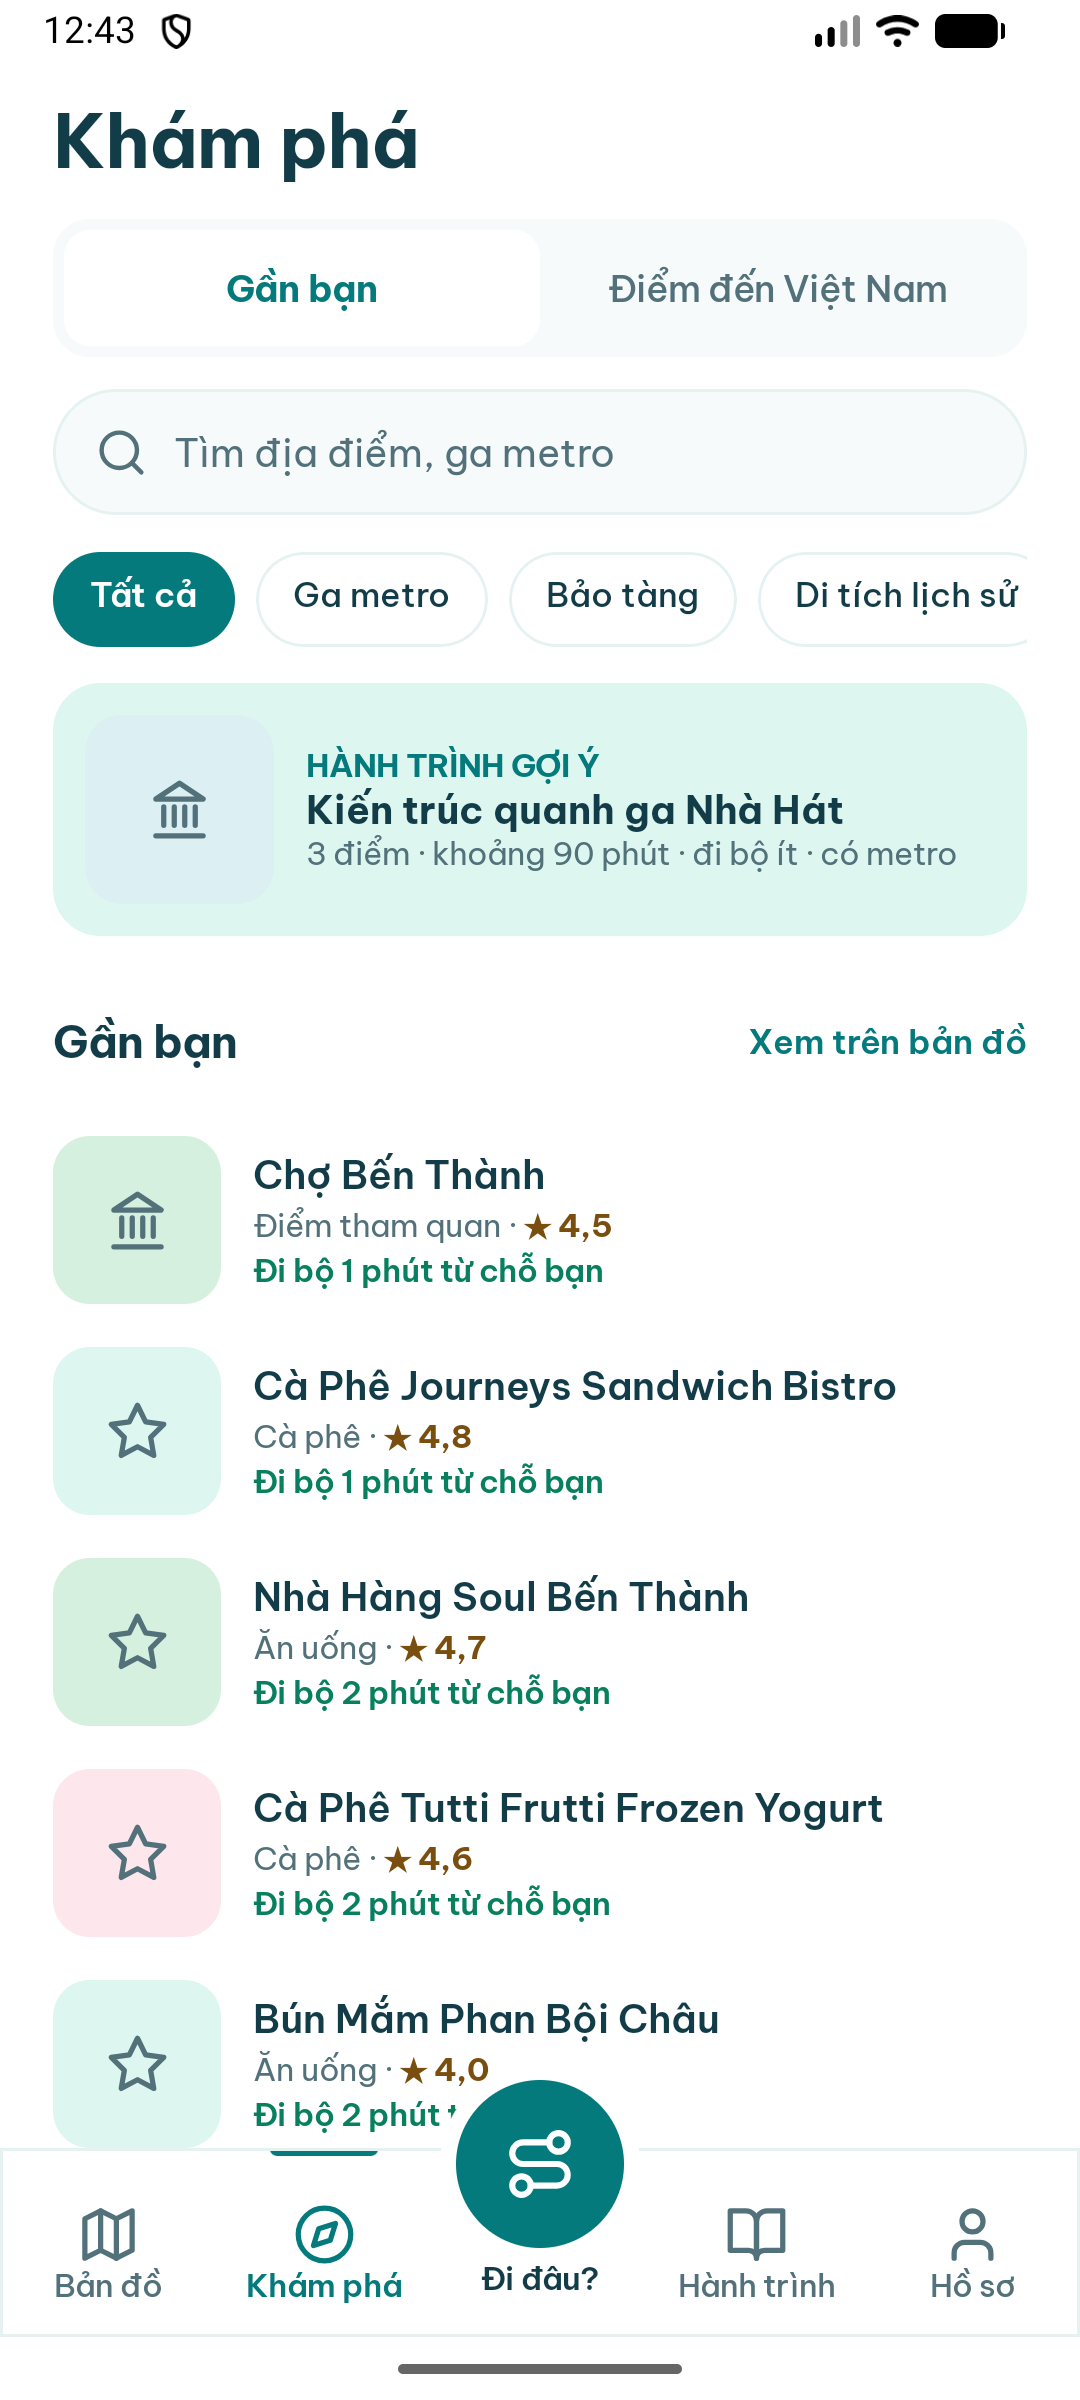 12:43
Khám phá
Gần bạn
Điểm đến Việt Nam
Tìm địa điểm, ga metro
Tất cả
Ga metro
Bảo tàng
Di tích lịch sử
HÀNH TRÌNH GỢI Ý
Kiến trúc quanh ga Nhà Hát
3 điểm · khoảng 90 phút · đi bộ ít · có metro
Gần bạn
Xem trên bản đồ
Chợ Bến Thành
Điểm tham quan · ★ 4,5
Đi bộ 1 phút từ chỗ bạn
Cà Phê Journeys Sandwich Bistro
Cà phê · ★ 4,8
Đi bộ 1 phút từ chỗ bạn
Nhà Hàng Soul Bến Thành
Ăn uống · ★ 4,7
Đi bộ 2 phút từ chỗ bạn
Cà Phê Tutti Frutti Frozen Yogurt
Cà phê · ★ 4,6
Đi bộ 2 phút từ chỗ bạn
Bún Mắm Phan Bội Châu
Ăn uống · ★ 4,0
Đi bộ 2 phút
Bản đồ
Khám phá
Đi đâu?
Hành trình
Hồ sơ